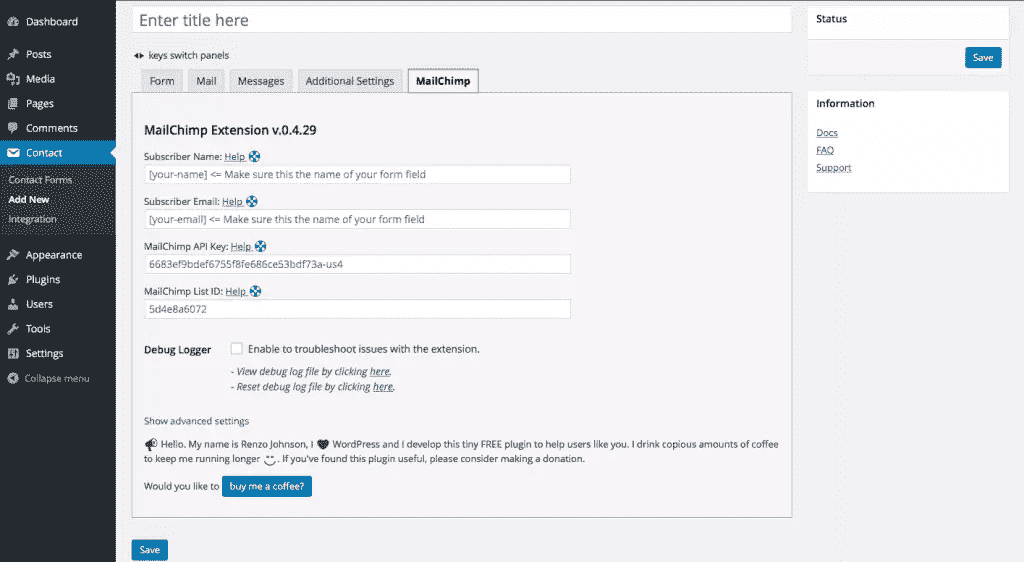 Dashboard
Posts
Media
Pages
Comments
Contact
Contact Forms
Add New
Integration
Appearance
Plugins
Users
Tools
Settings
Collapse menu
Enter title here
keys switch panels
Form Mail Messages Additional Settings MailChimp
MailChimp Extension v.0.4.29
Subscriber Name: Help
[your-name] <= Make sure this the name of your form field
Subscriber Email: Help
[your-email] <= Make sure this the name of your form field
MailChimp API Key: Help
6683ef9bdef6755f8fe686ce53bdf73a-us4
MailChimp List ID: Help
5d4e8a6072
Debug Logger Enable to troubleshoot issues with the extension.
- View debug log file by clicking here.
- Reset debug log file by clicking here.
Show advanced settings
Hello. My name is Renzo Johnson, I WordPress and I develop this tiny FREE plugin to help users like you. I drink copious amounts of coffee
to keep me running longer . If you've found this plugin useful, please consider making a donation.
Would you like to buy me a coffee?
Save
Status
Save
Information
Docs
FAQ
Support